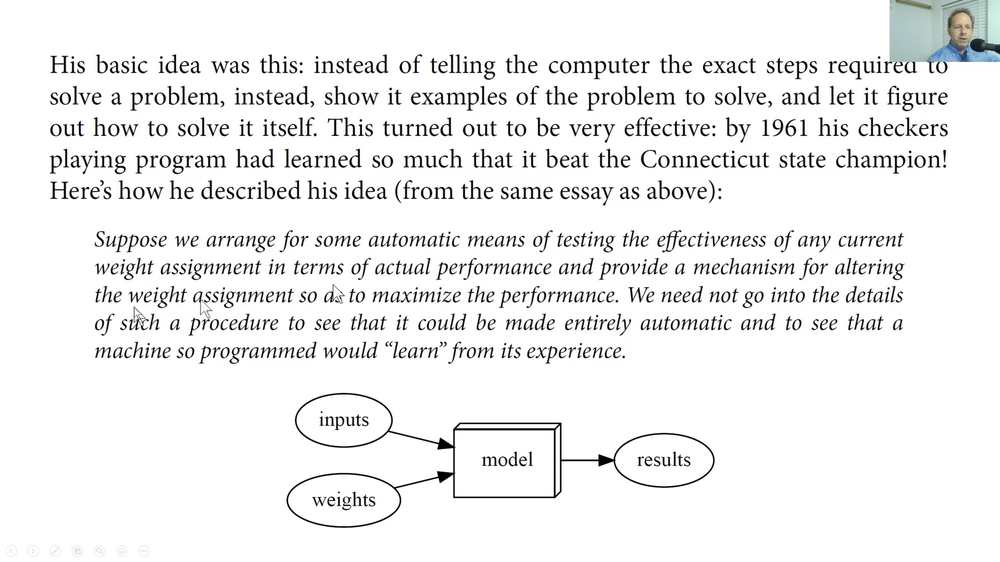 His basic idea was this: instead of telling the computer the exact steps required to
solve a problem, instead, show it examples of the problem to solve, and let it figure
out how to solve it itself. This turned out to be very effective: by 1961 his checkers
playing program had learned so much that it beat the Connecticut state champion!
Here’s how he described his idea (from the same essay as above):
Suppose we arrange for some automatic means of testing the effectiveness of any current
weight assignment in terms of actual performance and provide a mechanism for altering
the weight assignment so as to maximize the performance. We need not go into the details
of such a procedure to see that it could be made entirely automatic and to see that a
machine so programmed would “learn” from its experience.
inputs
model
results
weights